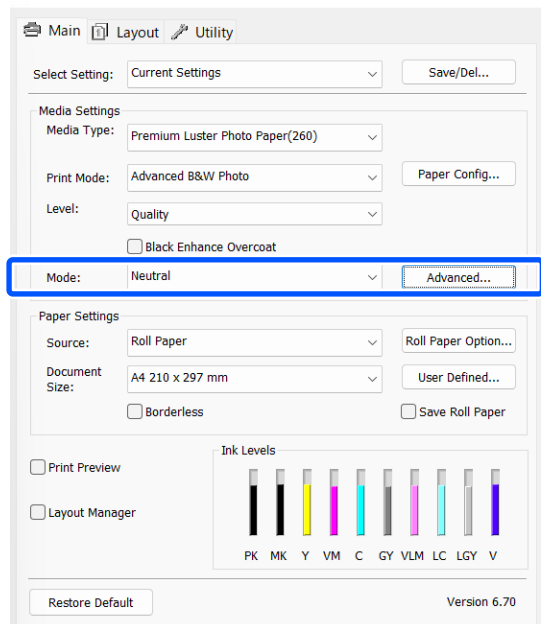 Main Layout Utility
Select Setting: Current Settings Save/Del...
Media Settings
Media Type: Premium Luster Photo Paper(260)
Print Mode: Advanced B&W Photo Paper Config...
Level: Quality
Black Enhance Overcoat
Mode: Neutral Advanced...
Paper Settings
Source: Roll Paper Roll Paper Option...
Document Size: A4 210 x 297 mm User Defined...
Borderless Save Roll Paper
Ink Levels
Print Preview
Layout Manager
PK MK Y VM C GY VLM LC LGY V
Restore Defau Version 6.70